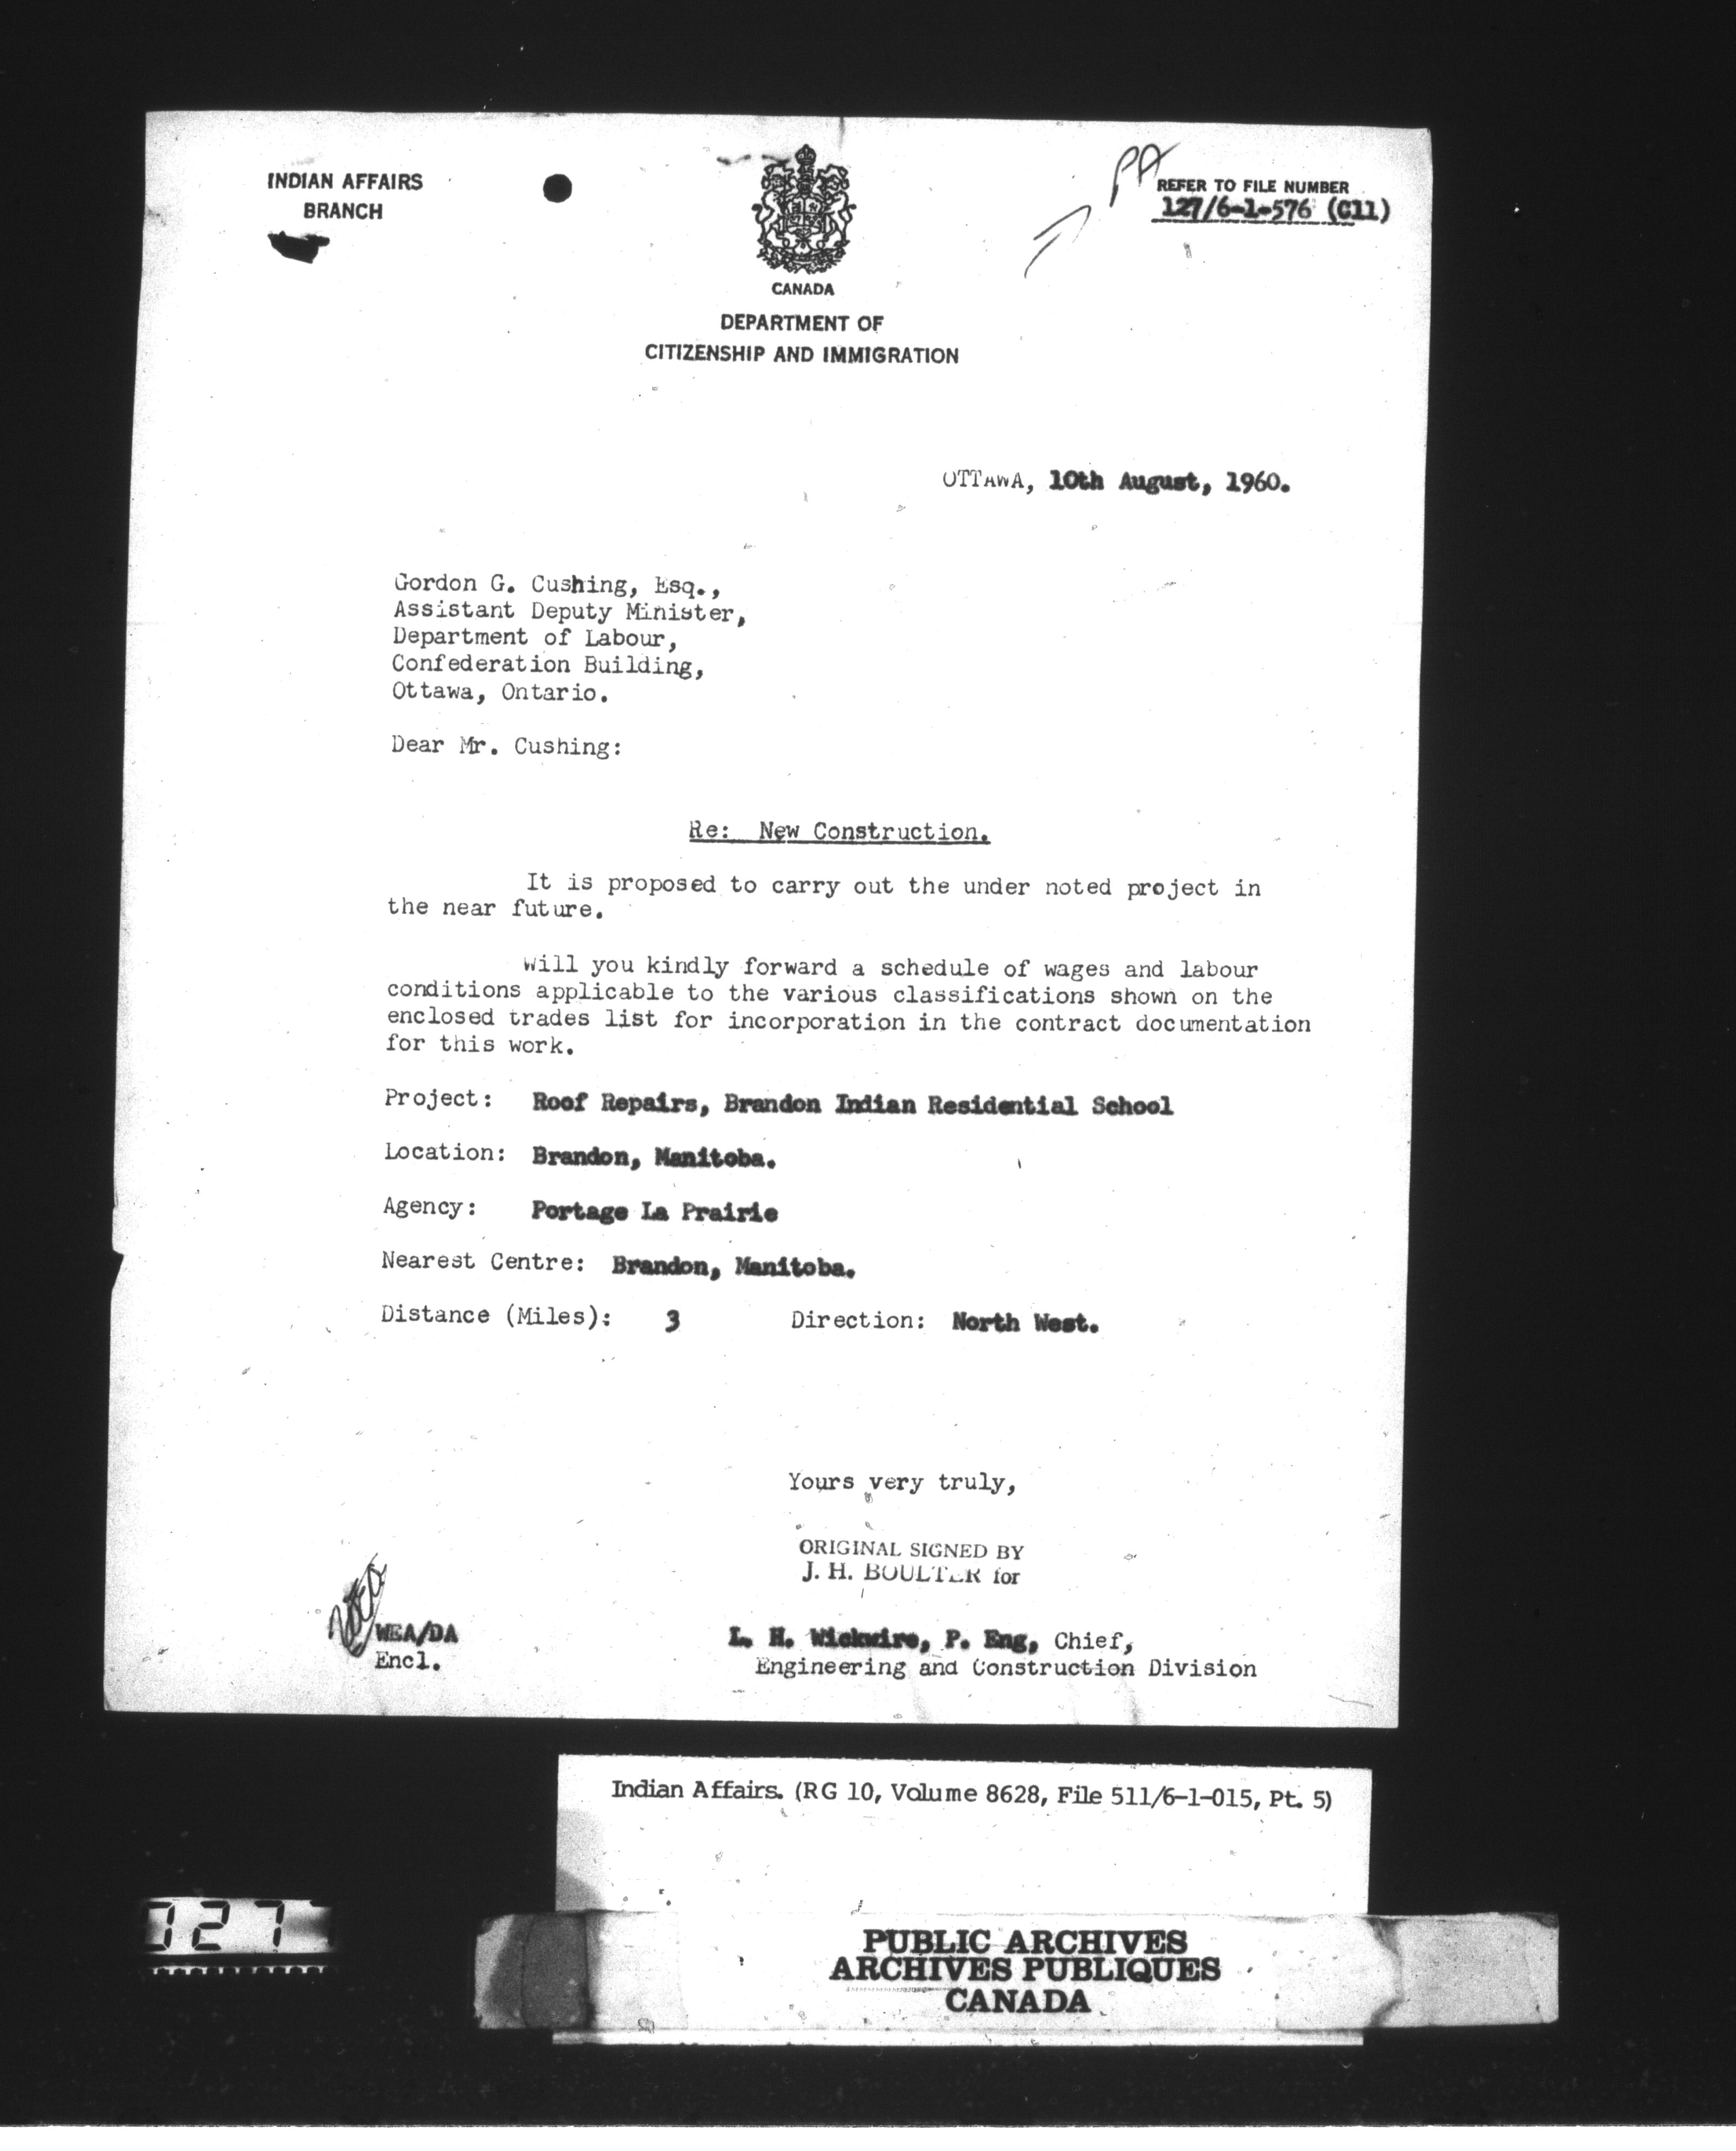 INDIAN AFFAIRS
BRANCH
CANADA
DEPARTMENT OF
CITIZENSHIP AND IMMIGRATION
PA
REFER TO FILE NUMBER
127/6-1-576 (C11)
OTTAWA, 10th August, 1960.
Gordon G. Cushing, Esq.,
Assistant Deputy Minister,
Department of Labour,
Confederation Building,
Ottawa, Ontario.
Dear Mr. Cushing:
Re: New Construction.
It is proposed to carry out the under noted project in
the near future.
Will you kindly forward a schedule of wages and labour
conditions applicable to the various classifications shown on the
enclosed trades list for incorporation in the contract documentation
for this work.
Project: Roof Repairs, Brandon Indian Residential School
Location: Brandon, Manitoba.
Agency: Portage La Prairie
Nearest Centre: Brandon, Manitoba.
Distance (Miles): 3 Direction: North West.
Yours very truly,
ORIGINAL SIGNED BY
J. H. BOULTER for
WEA/DA
Encl.
L. H. Wickwire, P. Eng, Chief,
Engineering and Construction Division
Indian Affairs. (RG 10, Volume 8628, File 511/6-1-015, Pt. 5)
727
PUBLIC ARCHIVES
ARCHIVES PUBLIQUES
CANADA